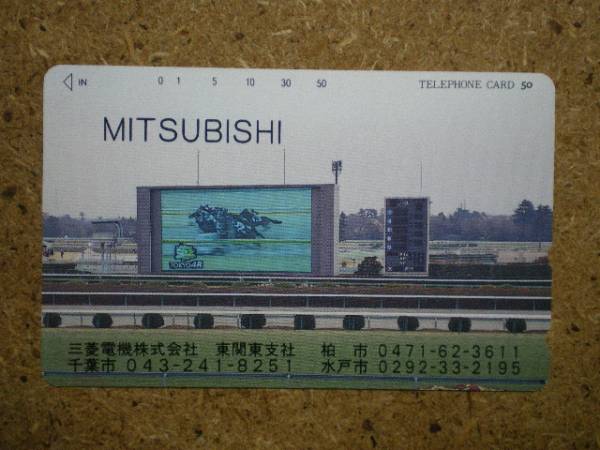 ◁ IN 0 1 5 10 30 50 TELEPHONE CARD 50
MITSUBISHI
三菱電機株式会社 東関東支社 柏市 0471-62-3611
千葉市 043-241-8251 水戸市 0292-33-2195